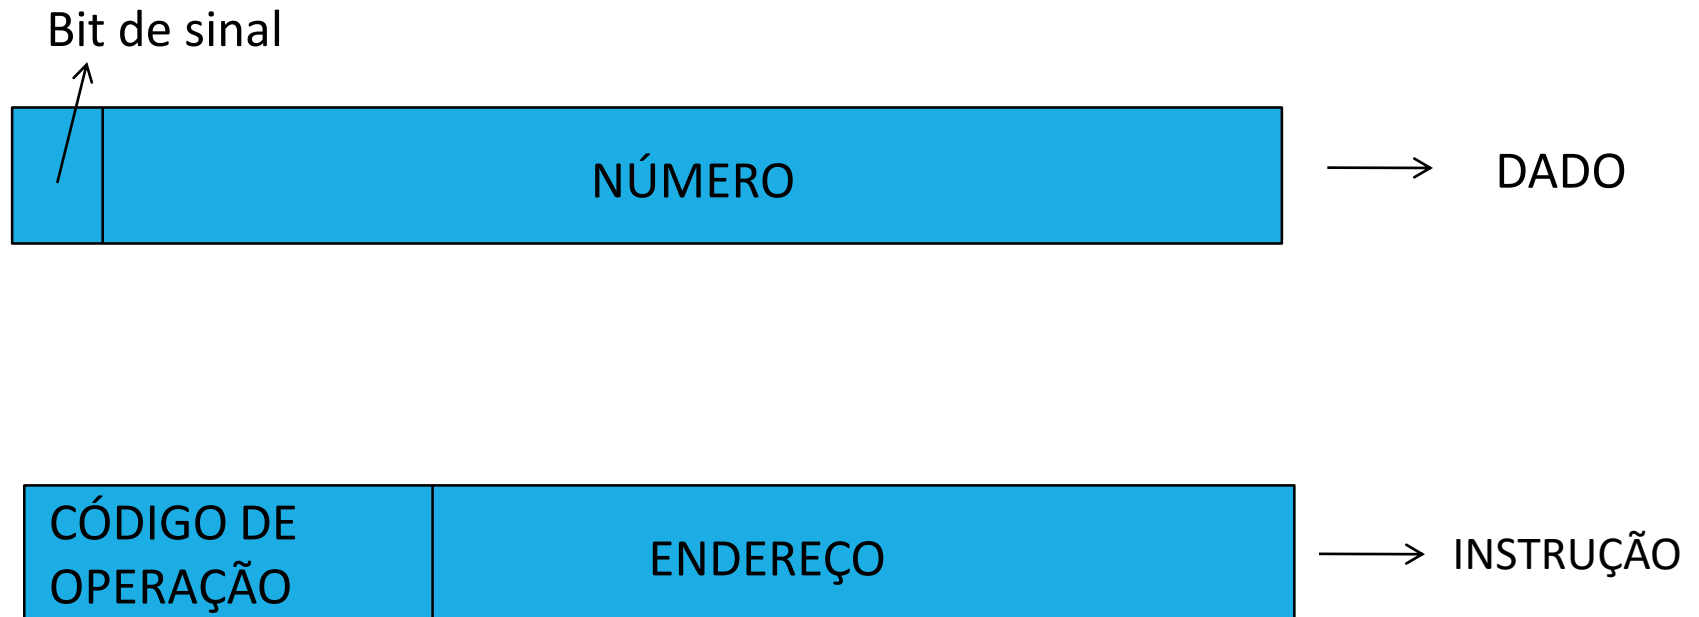 Bit de sinal
NÚMERO
DADO
CÓDIGO DE
OPERAÇÃO
ENDEREÇO
INSTRUÇÃO